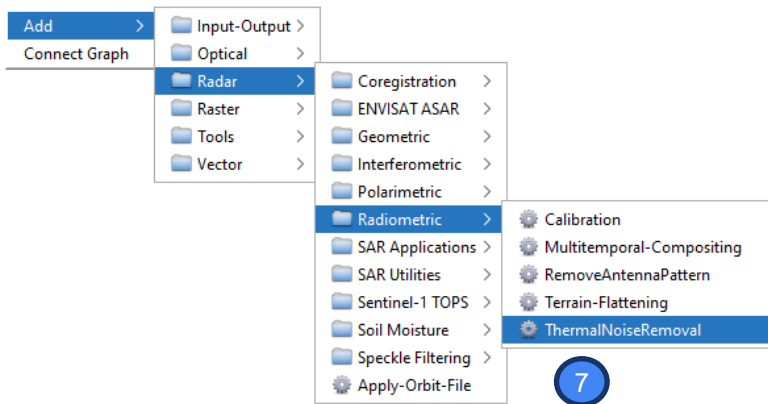 Add
Connect Graph
Input-Output
Optical
Radar
Raster
Tools
Vector
Coregistration
ENVISAT ASAR
Geometric
Interferometric
Polarimetric
Radiometric
SAR Applications
SAR Utilities
Sentinel-1 TOPS
Soil Moisture
Speckle Filtering
Apply-Orbit-File
Calibration
Multitemporal-Compositing
RemoveAntennaPattern
Terrain-Flattening
ThermalNoiseRemoval
7